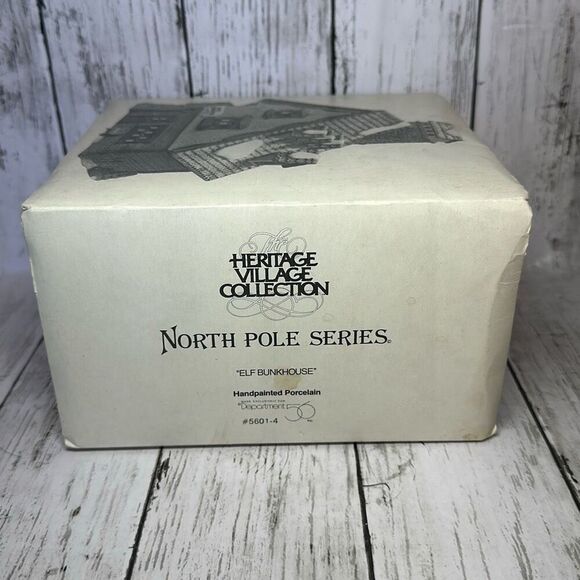 The
HERITAGE
VILLAGE
COLLECTION
NORTH POLE SERIES©
"ELF BUNKHOUSE"
Handpainted Porcelain
Department 56
#5601-4